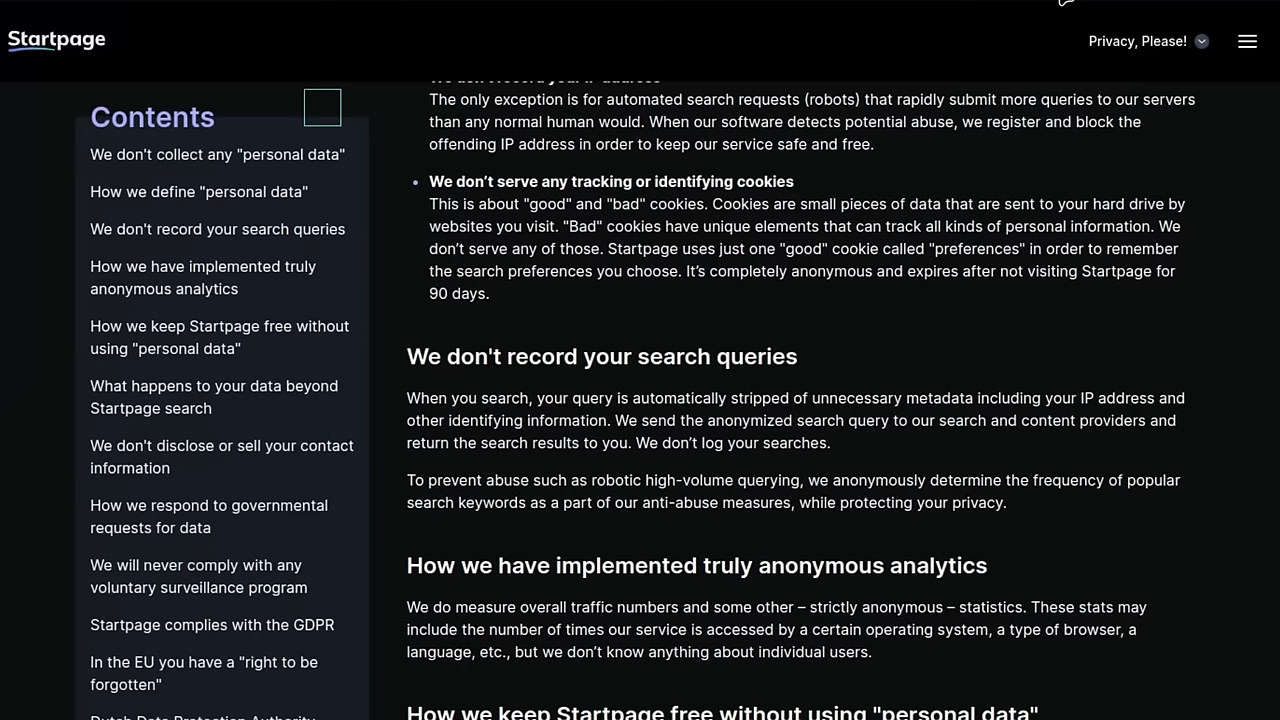 Startpage
Privacy, Please!
Contents
We don't collect any "personal data"
How we define "personal data"
We don't record your search queries
How we have implemented truly
anonymous analytics
How we keep Startpage free without
using "personal data"
What happens to your data beyond
Startpage search
We don't disclose or sell your contact
information
How we respond to governmental
requests for data
We will never comply with any
voluntary surveillance program
Startpage complies with the GDPR
In the EU you have a "right to be
forgotten"
Dutch Data Protection Authority
We don't record your IP address
The only exception is for automated search requests (robots) that rapidly submit more queries to our servers
than any normal human would. When our software detects potential abuse, we register and block the
offending IP address in order to keep our service safe and free.
• We don’t serve any tracking or identifying cookies
This is about "good" and "bad" cookies. Cookies are small pieces of data that are sent to your hard drive by
websites you visit. "Bad" cookies have unique elements that can track all kinds of personal information. We
don’t serve any of those. Startpage uses just one "good" cookie called "preferences" in order to remember
the search preferences you choose. It’s completely anonymous and expires after not visiting Startpage for
90 days.
We don't record your search queries
When you search, your query is automatically stripped of unnecessary metadata including your IP address and
other identifying information. We send the anonymized search query to our search and content providers and
return the search results to you. We don’t log your searches.
To prevent abuse such as robotic high-volume querying, we anonymously determine the frequency of popular
search keywords as a part of our anti-abuse measures, while protecting your privacy.
How we have implemented truly anonymous analytics
We do measure overall traffic numbers and some other – strictly anonymous – statistics. These stats may
include the number of times our service is accessed by a certain operating system, a type of browser, a
language, etc., but we don’t know anything about individual users.
How we keep Startpage free without using "personal data"